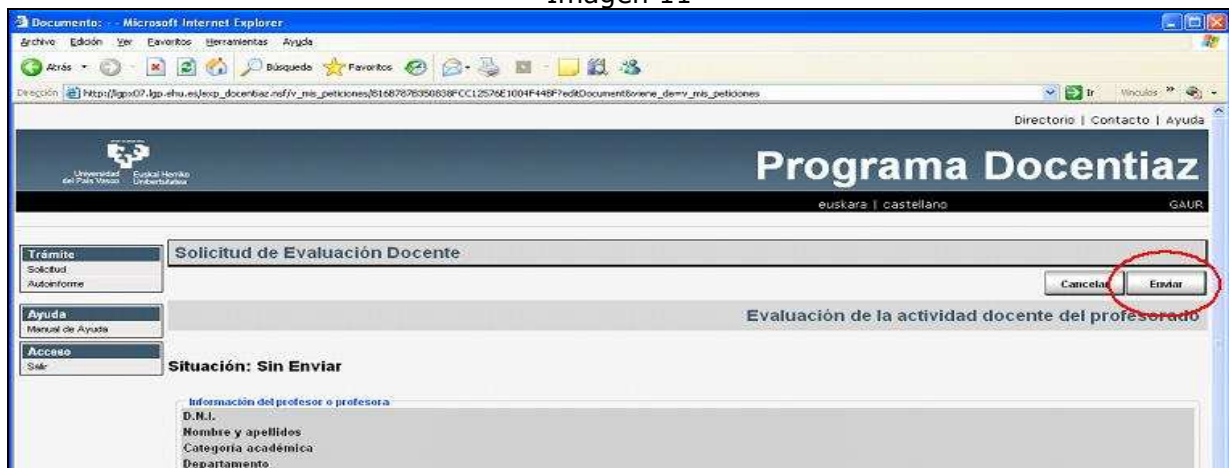 Imagen 11
Documento: - - Microsoft Internet Explorer
Archivo Edición Ver Favoritos Herramientas Ayuda
Atrás Búsqueda Favoritos
Dirección Ir Vínculos »
Directorio | Contacto | Ayuda
Universidad del País Vasco Euskal Herriko Unibertsitatea
Programa Docentiaz
euskara | castellano GAUR
Trámite
Solicitud
Autoinforme
Solicitud de Evaluación Docente
Cancelar Enviar
Ayuda
Manual de Ayuda
Evaluación de la actividad docente del profesorado
Acceso
Salir
Situación: Sin Enviar
Información del profesor o profesora
D.N.I.
Nombre y apellidos
Categoría académica
Departamento